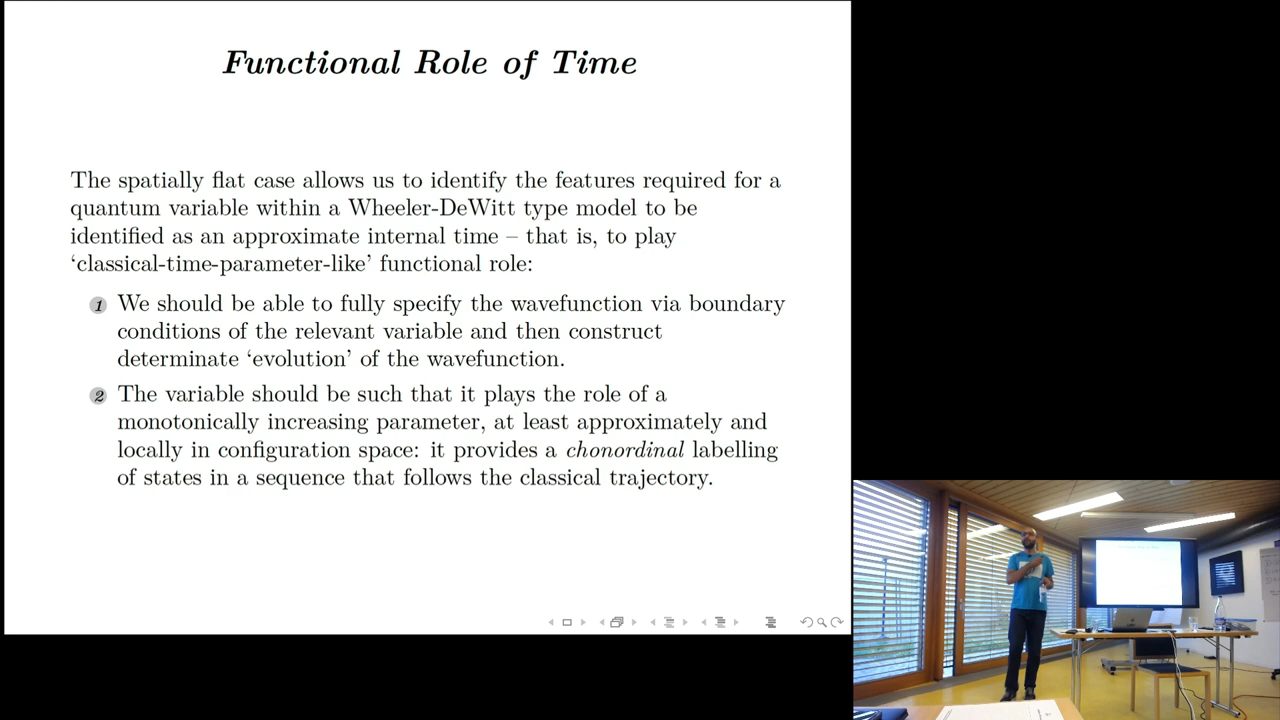 Functional Role of Time
The spatially flat case allows us to identify the features required for a
quantum variable within a Wheeler-DeWitt type model to be
identified as an approximate internal time – that is, to play
‘classical-time-parameter-like’ functional role:
1 We should be able to fully specify the wavefunction via boundary
conditions of the relevant variable and then construct
determinate ‘evolution’ of the wavefunction.
2 The variable should be such that it plays the role of a
monotonically increasing parameter, at least approximately and
locally in configuration space: it provides a chonordinal labelling
of states in a sequence that follows the classical trajectory.